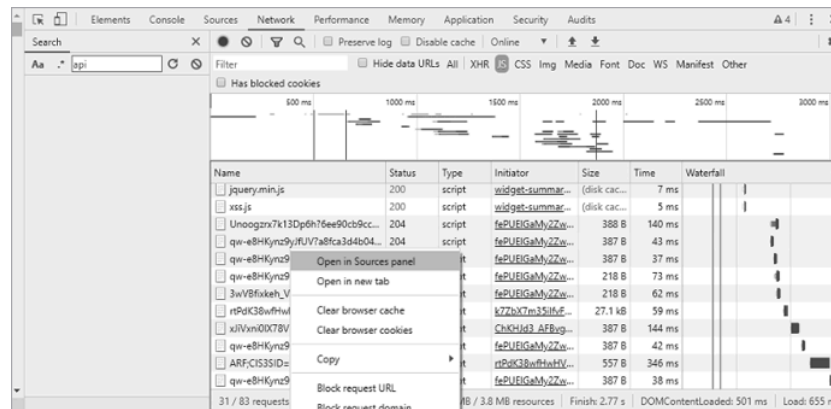 Elements Console Sources Network Performance Memory Application Security Audits 4
Search
Preserve log Disable cache Online
Aa .* api
Filter Hide data URLs All XHR JS CSS Img Media Font Doc WS Manifest Other
Has blocked cookies
500 ms 1000 ms 1500 ms 2000 ms 2500 ms 3000 ms
Name Status Type Initiator Size Time Waterfall
jquery.min.js 200 script widget-summar... (disk cac... 7 ms
xss.js 200 script widget-summar... (disk cac... 5 ms
Unoogzrx7k13Dp6h?6ee90cb9cc... 204 script fePUEIGaMy2Zw... 388 B 140 ms
qw-e8HKynz9yJfUV?a8fca3d4b04... 204 script fePUEIGaMy2Zw... 387 B 43 ms
qw-e8HKynz9 fePUEIGaMy2Zw... 387 B 37 ms
Open in Sources panel
qw-e8HKynz9 fePUEIGaMy2Zw... 218 B 73 ms
Open in new tab
3wVBfixkeh_V fePUEIGaMy2Zw... 218 B 62 ms
rtPdK38wfHwH 27.1 kB 59 ms
Clear browser cache
xJiVxni0IX78V ChKHJd3_AFBvg... 387 B 144 ms
Clear browser cookies
qw-e8HKynz9 fePUEIGaMy2Zw... 387 B 42 ms
Copy
ARF;CIS3SID= rtPdK38wfHwHV... 557 B 346 ms
qw-e8HKynz9 fePUEIGaMy2Zw... 387 B 38 ms
Block request URL
31 / 83 requests MB / 3.8 MB resources Finish: 2.77 s DOMContentLoaded: 501 ms Load: 655
Block request domain